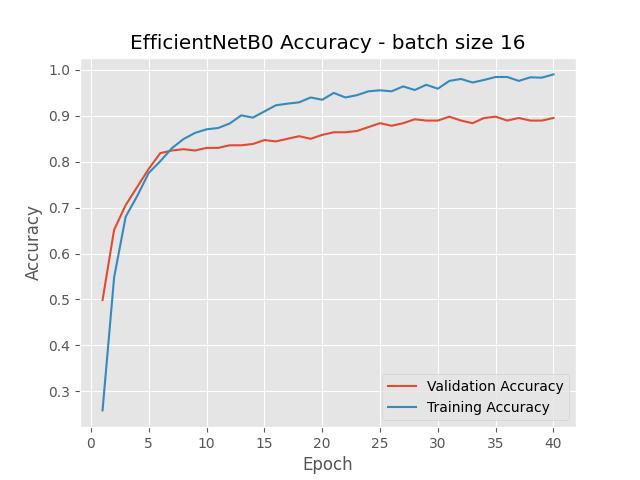 EfficientNetB0 Accuracy - batch size 16
1.0
0.9
0.8
0.7
0.6
0.5
0.4
0.3
Accuracy
Validation Accuracy
Training Accuracy
0 5 10 15 20 25 30 35 40
Epoch